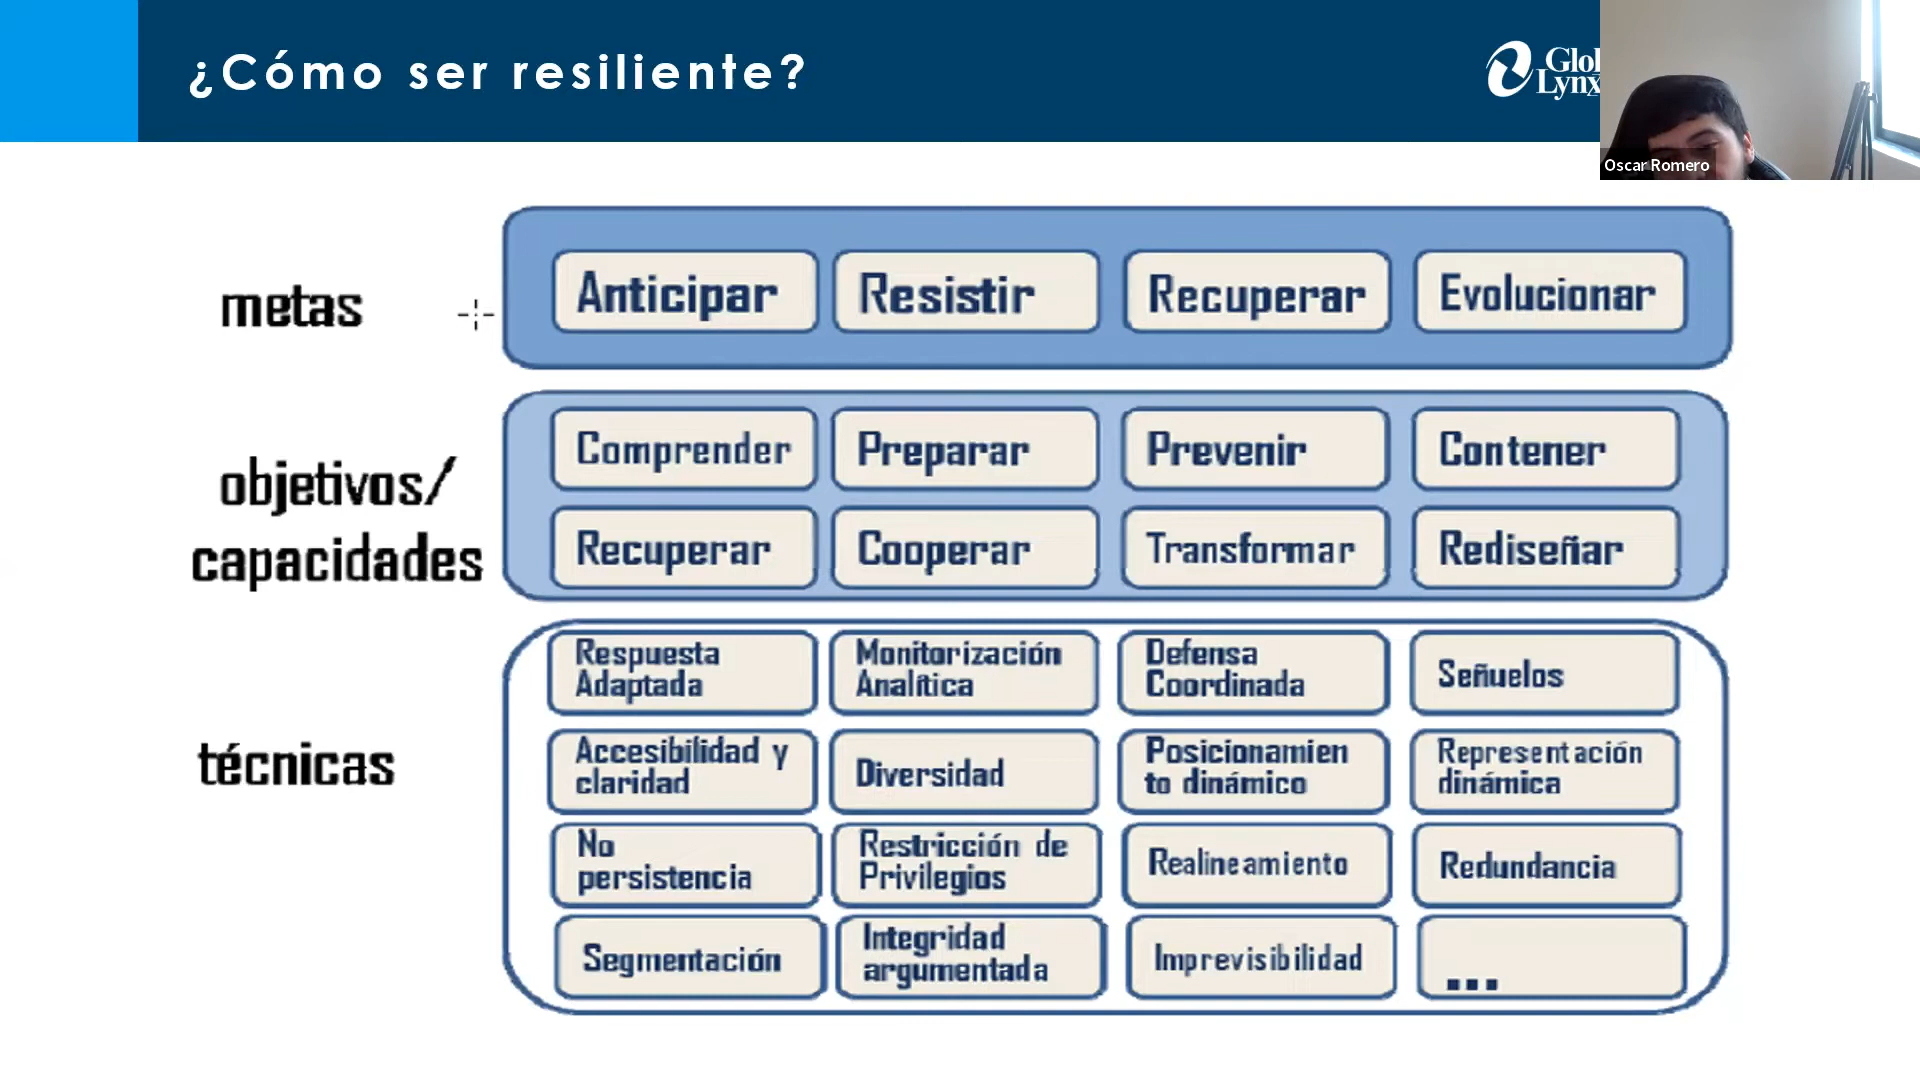 ¿Cómo ser resiliente?
Oscar Romero
metas
Anticipar
Resistir
Recuperar
Evolucionar
objetivos/
capacidades
Comprender
Preparar
Prevenir
Contener
Recuperar
Cooperar
Transformar
Rediseñar
técnicas
Respuesta
Adaptada
Monitorización
Analítica
Defensa
Coordinada
Señuelos
Accesibilidad y
claridad
Diversidad
Posicionamien
to dinámico
Representación
dinámica
No
persistencia
Restricción de
Privilegios
Realineamiento
Redundancia
Segmentación
Integridad
argumentada
Imprevisibilidad
...